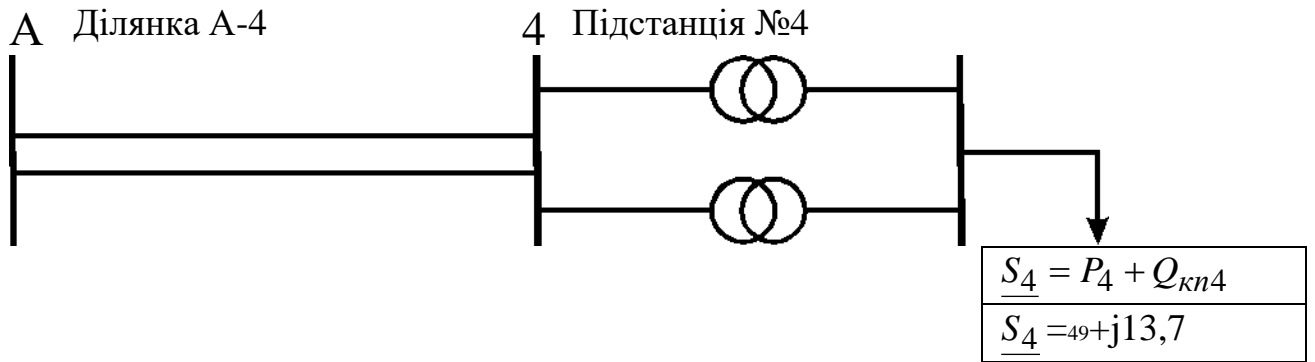 А Ділянка А-4 4 Підстанція №4
S4 = P4 + Qкп4
S4 =49+j13,7